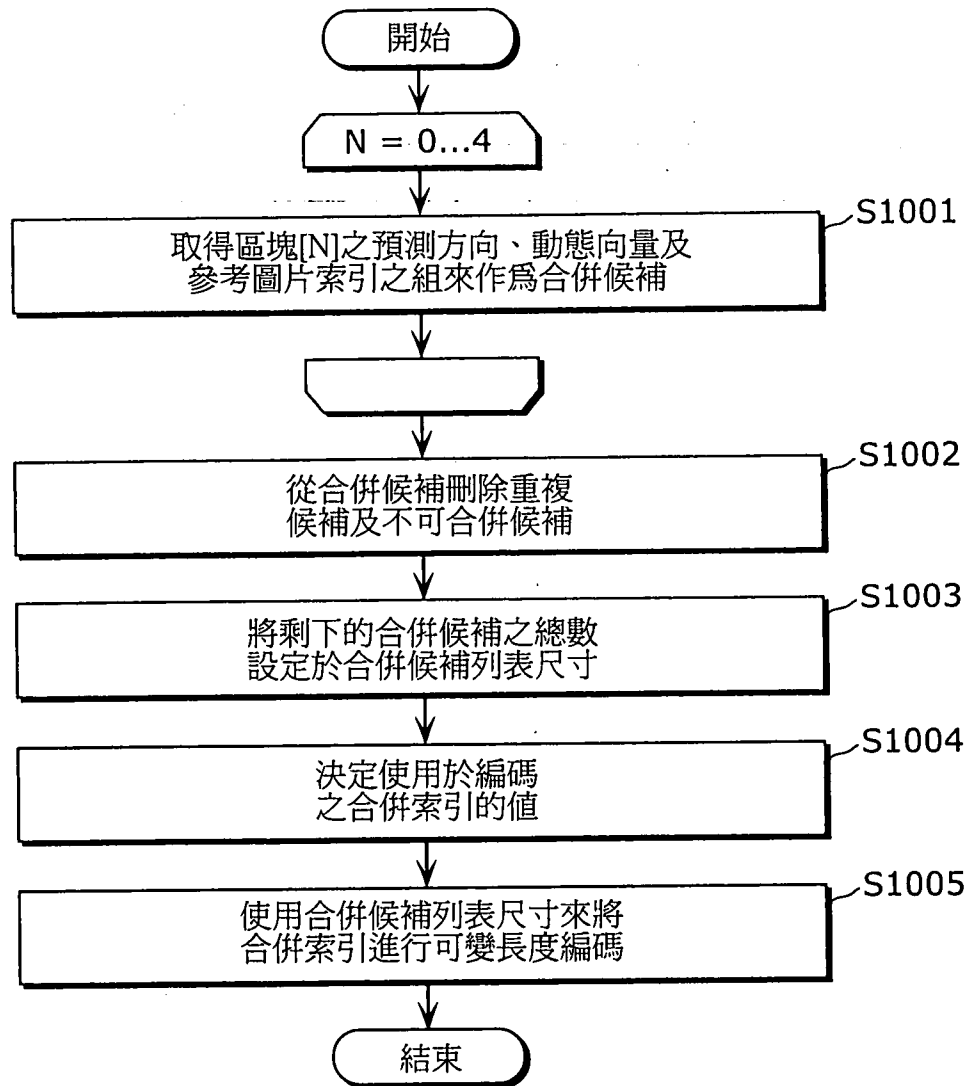 開始
N = 0...4
S1001
取得區塊[N]之預測方向、動態向量及
參考圖片索引之組來作爲合併候補
S1002
從合併候補刪除重複
候補及不可合併候補
S1003
將剩下的合併候補之總數
設定於合併候補列表尺寸
S1004
決定使用於編碼
之合併索引的值
S1005
使用合併候補列表尺寸來將
合併索引進行可變長度編碼
結束